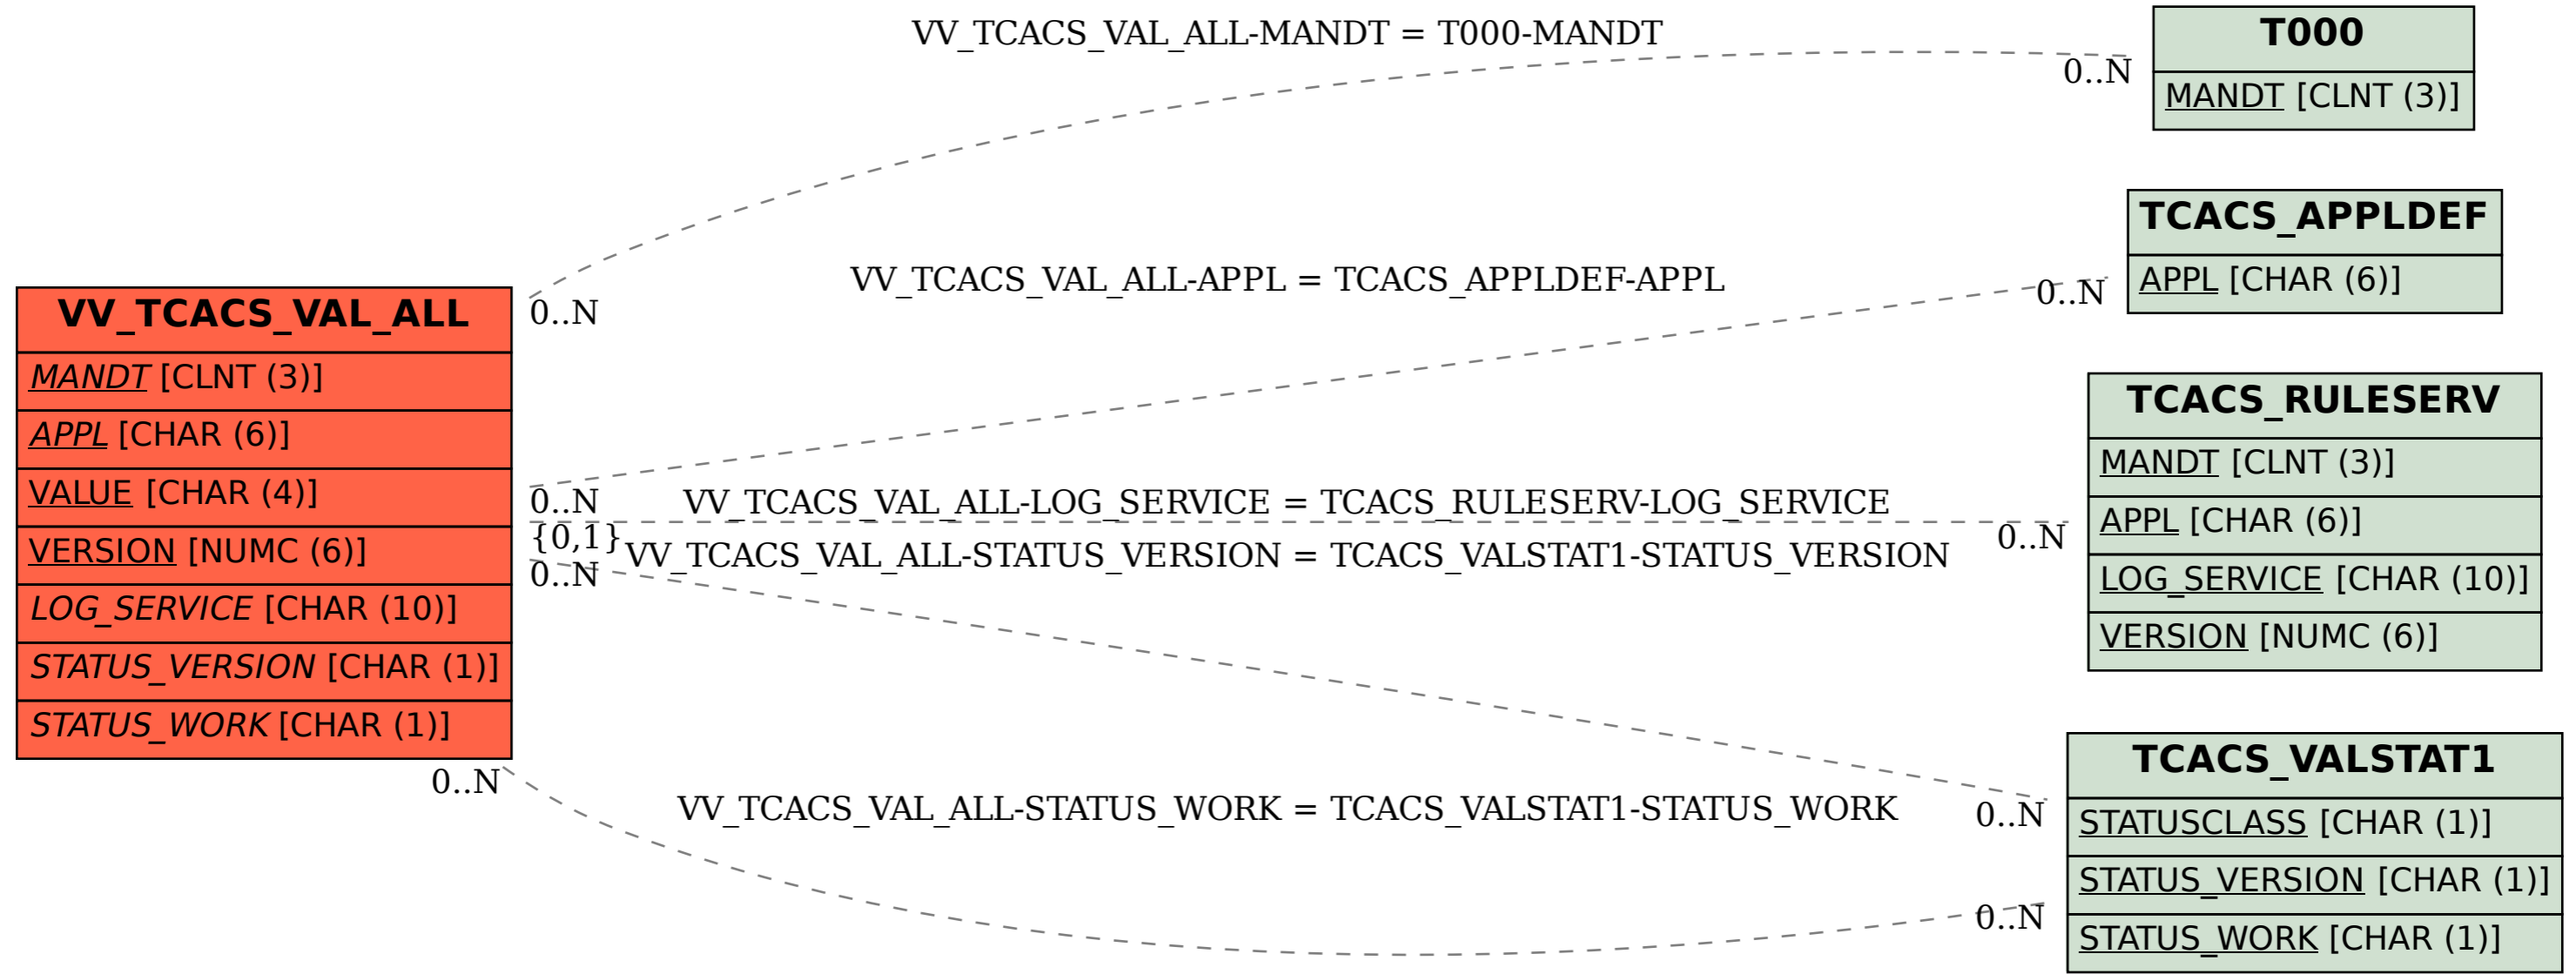 VV_TCACS_VAL_ALL-MANDT = T000-MANDT
0..N
0..N
T000
MANDT [CLNT (3)]
VV_TCACS_VAL_ALL-APPL = TCACS_APPLDEF-APPL
0..N
0..N
TCACS_APPLDEF
APPL [CHAR (6)]
VV_TCACS_VAL_ALL
MANDT [CLNT (3)]
APPL [CHAR (6)]
VALUE [CHAR (4)]
VERSION [NUMC (6)]
LOG_SERVICE [CHAR (10)]
STATUS_VERSION [CHAR (1)]
STATUS_WORK [CHAR (1)]
VV_TCACS_VAL_ALL-LOG_SERVICE = TCACS_RULESERV-LOG_SERVICE
{0,1}
0..N
TCACS_RULESERV
MANDT [CLNT (3)]
APPL [CHAR (6)]
LOG_SERVICE [CHAR (10)]
VERSION [NUMC (6)]
VV_TCACS_VAL_ALL-STATUS_VERSION = TCACS_VALSTAT1-STATUS_VERSION
0..N
0..N
VV_TCACS_VAL_ALL-STATUS_WORK = TCACS_VALSTAT1-STATUS_WORK
0..N
0..N
TCACS_VALSTAT1
STATUSCLASS [CHAR (1)]
STATUS_VERSION [CHAR (1)]
STATUS_WORK [CHAR (1)]